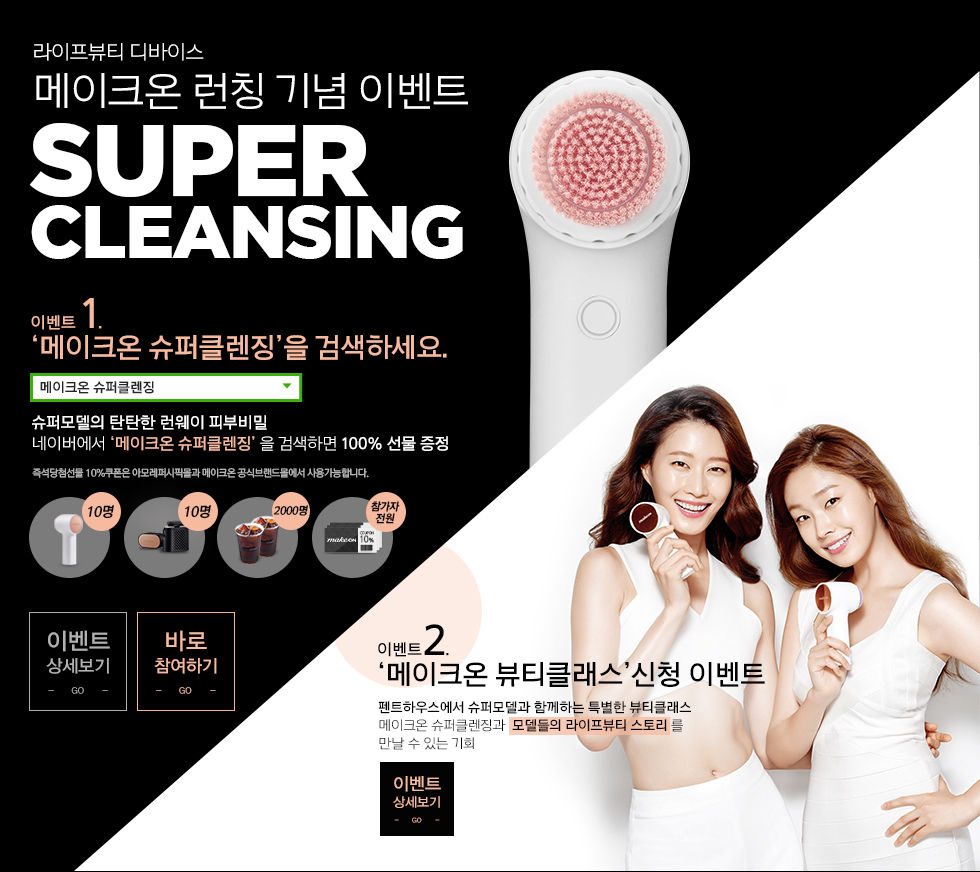 라이프뷰티 디바이스
메이크온 런칭 기념 이벤트
SUPER
CLEANSING
이벤트 1.
‘메이크온 슈퍼클렌징’을 검색하세요.
메이크온 슈퍼클렌징
슈퍼모델의 탄탄한 런웨이 피부비밀
네이버에서 ‘메이크온 슈퍼클렌징’ 을 검색하면 100% 선물 증정
즉석당첨선물 10%쿠폰은 아모레퍼시픽몰과 메이크온 공식브랜드몰에서 사용가능합니다.
10명
10명
2000명
참가자
전원
makeON
COUPON
10%
이벤트
상세보기
– GO –
바로
참여하기
– GO –
이벤트2.
‘메이크온 뷰티클래스’신청 이벤트
펜트하우스에서 슈퍼모델과 함께하는 특별한 뷰티클래스
메이크온 슈퍼클렌징과 모델들의 라이프뷰티 스토리 를
만날 수 있는 기회
이벤트
상세보기
– GO –